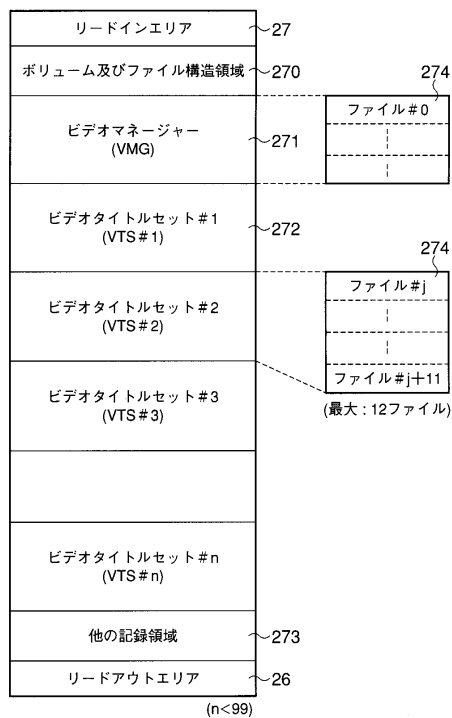 リードインエリア 27
ボリューム及びファイル構造領域 270
ビデオマネージャー
(VMG) 271
274
ファイル#0
ビデオタイトルセット#1
(VTS#1) 272
ビデオタイトルセット#2
(VTS#2)
274
ファイル#j
ファイル#j+11
(最大:12ファイル)
ビデオタイトルセット#3
(VTS#3)
ビデオタイトルセット#n
(VTS#n)
他の記録領域 273
リードアウトエリア 26
(n<99)